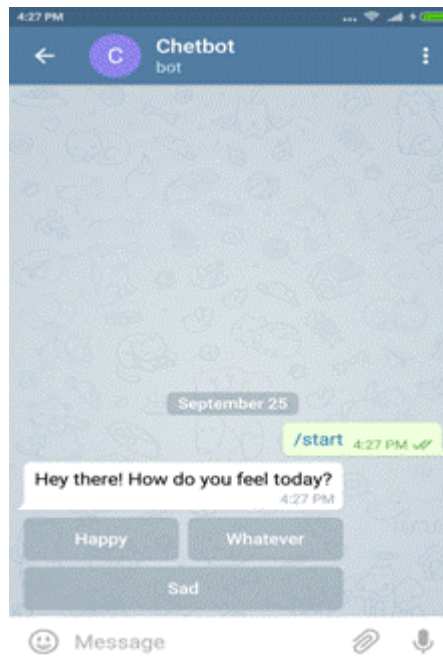 4:27 PM
C
Chetbot
bot
September 25
/start 4:27 PM
Hey there! How do you feel today?
4:27 PM
Happy Whatever
Sad
Message